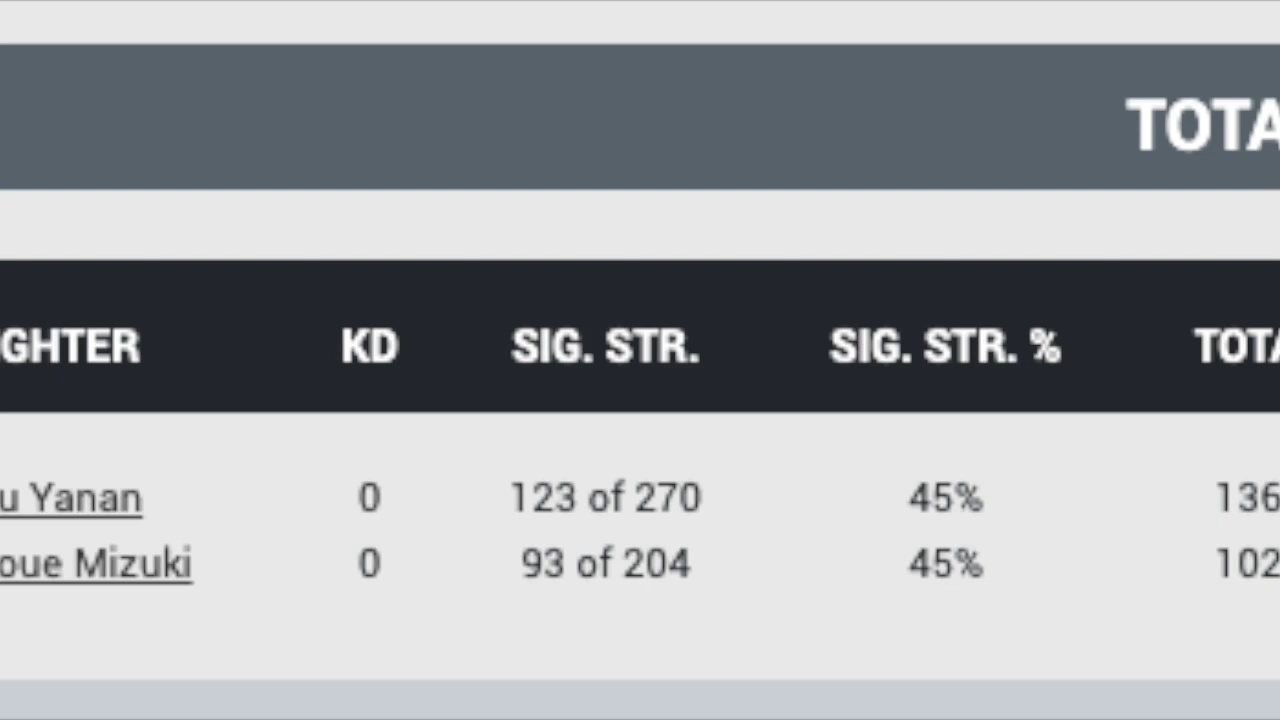 TOTA
GHTER KD SIG. STR. SIG. STR. % TOTA
u Yanan 0 123 of 270 45% 136
oue Mizuki 0 93 of 204 45% 102